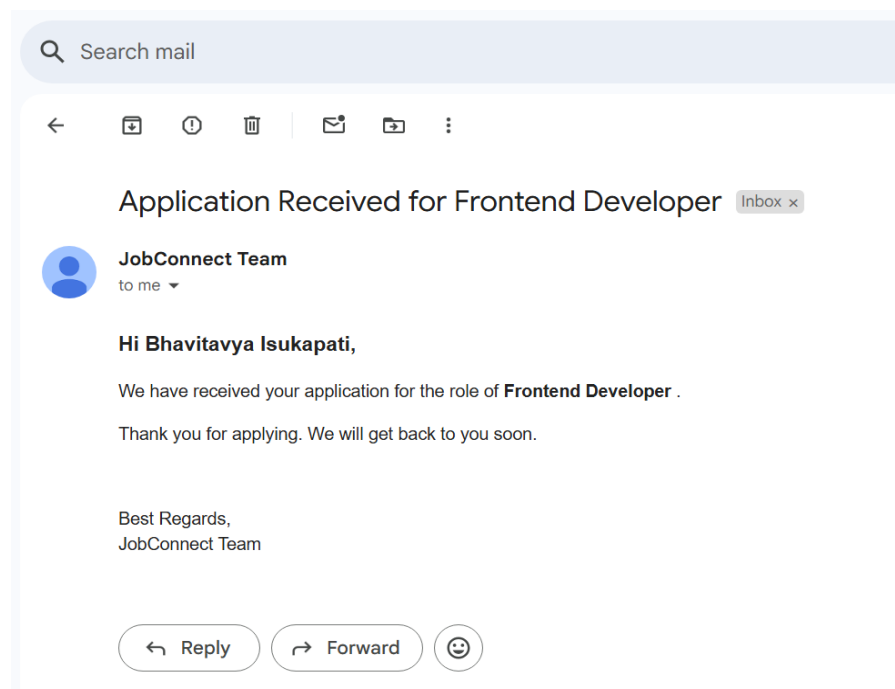 Search mail
Application Received for Frontend Developer Inbox ×
JobConnect Team
to me
Hi Bhavitavya Isukapati,
We have received your application for the role of Frontend Developer .
Thank you for applying. We will get back to you soon.
Best Regards,
JobConnect Team
Reply Forward